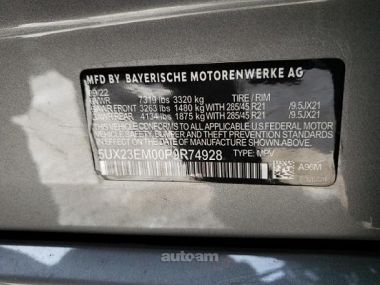 MFD BY BAYERISCHE MOTORENWERKE AG
09/22
GVWR 7319 lbs 3320 kg TIRE / RIM
GAWR FRONT 3263 lbs 1480 kg WITH 285/45 R21 /9.5JX21
GAWR REAR 4134 lbs 1875 kg WITH 285/45 R21 /9.5JX21
THIS VEHICLE CONFORMS TO ALL APPLICABLE U.S. FEDERAL MOTOR
VEHICLE SAFETY, BUMPER AND THEFT PREVENTION STANDARDS IN
EFFECT ON THE DATE OF MANUFACTURE SHOWN ABOVE.
5UX23EM00P9R74928 TYPE: MPV
A96M
autoam